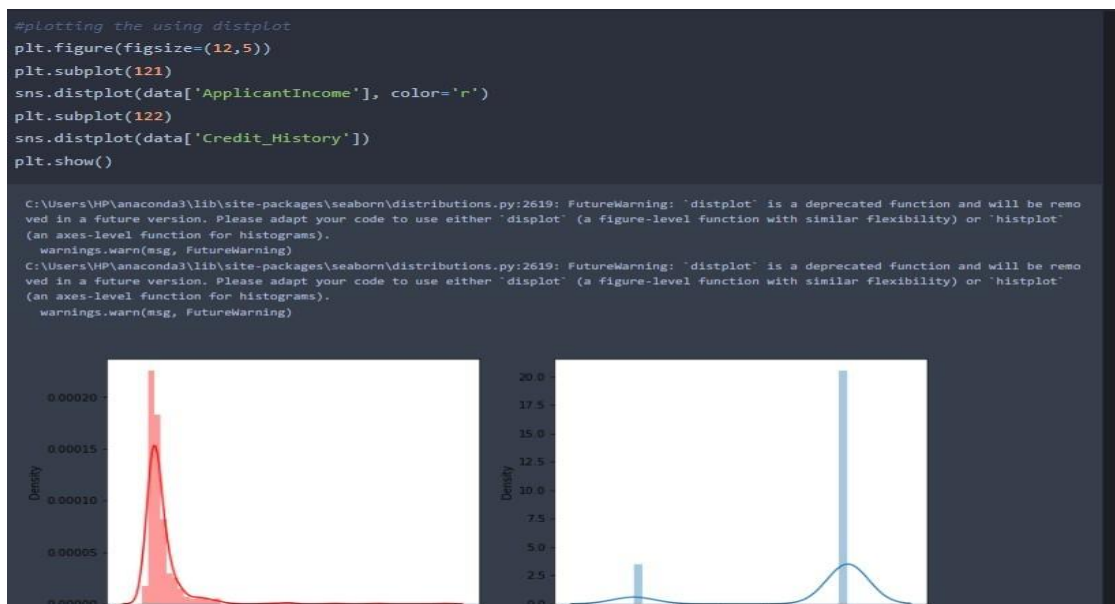 #plotting the using distplot
plt.figure(figsize=(12,5))
plt.subplot(121)
sns.distplot(data['ApplicantIncome'], color='r')
plt.subplot(122)
sns.distplot(data['Credit_History'])
plt.show()
C:\Users\HP\anaconda3\lib\site-packages\seaborn\distributions.py:2619: FutureWarning: `distplot` is a deprecated function and will be remo
ved in a future version. Please adapt your code to use either `displot` (a figure-level function with similar flexibility) or `histplot`
(an axes-level function for histograms).
warnings.warn(msg, FutureWarning)
C:\Users\HP\anaconda3\lib\site-packages\seaborn\distributions.py:2619: FutureWarning: `distplot` is a deprecated function and will be remo
ved in a future version. Please adapt your code to use either `displot` (a figure-level function with similar flexibility) or `histplot`
(an axes-level function for histograms).
warnings.warn(msg, FutureWarning)
0.00020
0.00015
0.00010
0.00005
0.00000
Density
20.0
17.5
15.0
12.5
10.0
7.5
5.0
2.5
0.0
Density